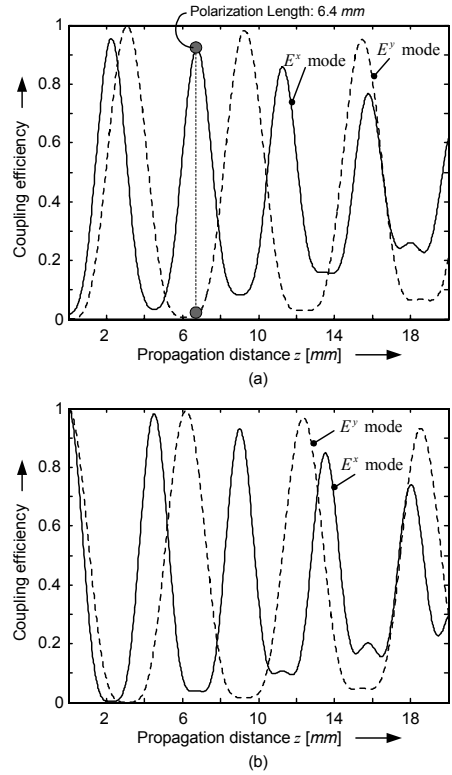 Polarization Length: 6.4 mm
1
E^x mode
E^y mode
0.8
0.6
0.4
0.2
0
Coupling efficiency
2 6 10 14 18
Propagation distance z [mm]
(a)
1
E^y mode
E^x mode
0.8
0.6
0.4
0.2
0
Coupling efficiency
2 6 10 14 18
Propagation distance z [mm]
(b)